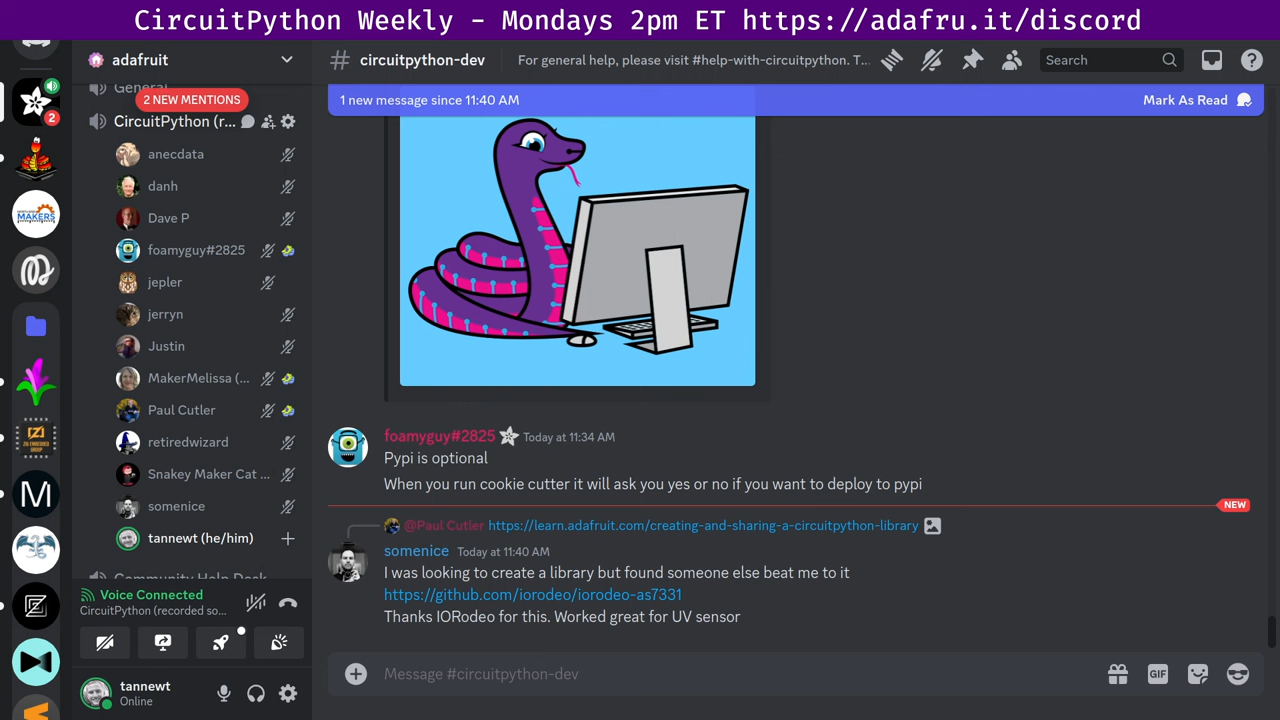 CircuitPython Weekly - Mondays 2pm ET https://adafru.it/discord
adafruit
General
2 NEW MENTIONS
2
CircuitPython (r...
anecdata
danh
Dave P
foamyguy#2825
jepler
jerryn
Justin
MakerMelissa (...
Paul Cutler
retiredwizard
Snakey Maker Cat ...
somenice
tannewt (he/him)
Community Help Desk
Voice Connected
CircuitPython (recorded so...
tannewt
Online
circuitpython-dev
For general help, please visit #help-with-circuitpython. T...
Search
1 new message since 11:40 AM
Mark As Read
foamyguy#2825 Today at 11:34 AM
Pypi is optional
When you run cookie cutter it will ask you yes or no if you want to deploy to pypi
NEW
@Paul Cutler https://learn.adafruit.com/creating-and-sharing-a-circuitpython-library
somenice Today at 11:40 AM
I was looking to create a library but found someone else beat me to it
https://github.com/iorodeo/iorodeo-as7331
Thanks IORodeo for this. Worked great for UV sensor
Message #circuitpython-dev
GIF